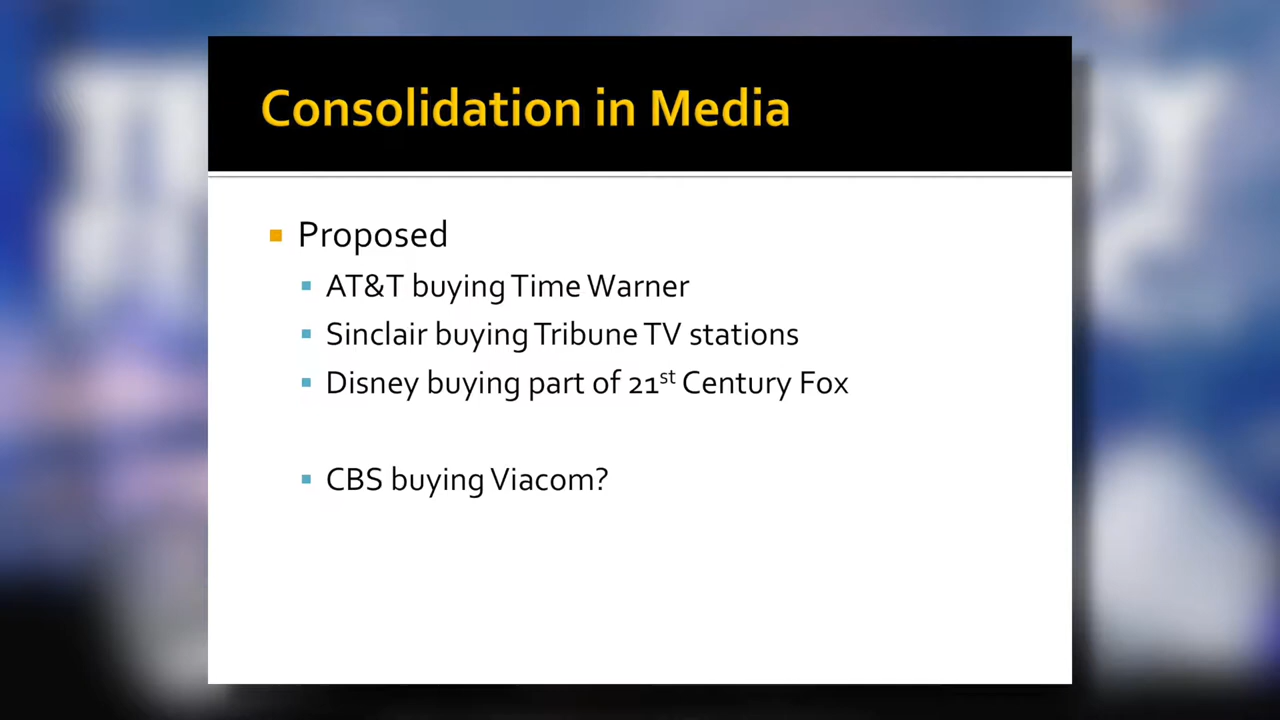 Consolidation in Media
Proposed
AT&T buying Time Warner
Sinclair buying Tribune TV stations
Disney buying part of 21st Century Fox
CBS buying Viacom?